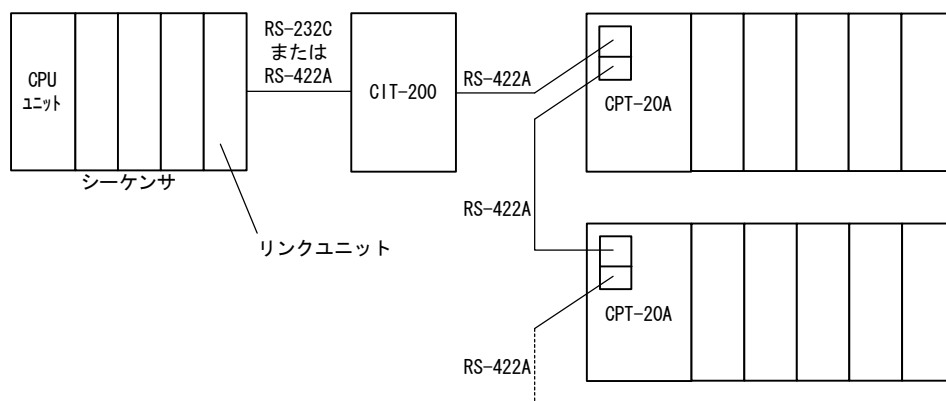 CPU
ユニット
シーケンサ
リンクユニット
RS-232C
または
RS-422A
CIT-200
RS-422A
CPT-20A
RS-422A
CPT-20A
RS-422A